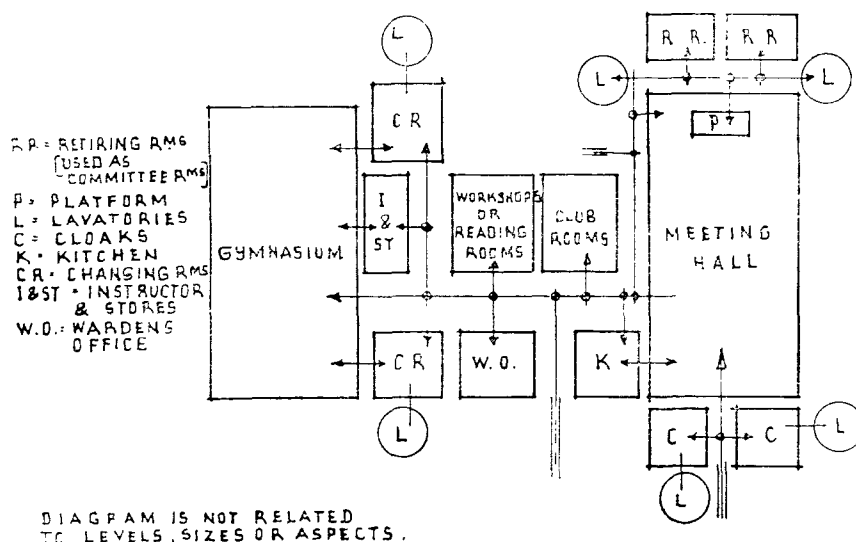 RR = RETIRING RMS
[USED AS
COMMITTEE RMS]
P = PLATFORM
L = LAVATORIES
C = CLOAKS
K = KITCHEN
CR = CHANGING RMS
I&ST = INSTRUCTOR
& STORES
W.O. = WARDENS
OFFICE
L
C R
GYMNASIUM
I
&
ST
WORKSHOPS
OR
READING
ROOMS
CLUB
ROOMS
R R.
R R
L
L
P
MEETING
HALL
C R
L
W.O.
K
C
C
L
L
DIAGRAM IS NOT RELATED
TO LEVELS, SIZES OR ASPECTS.